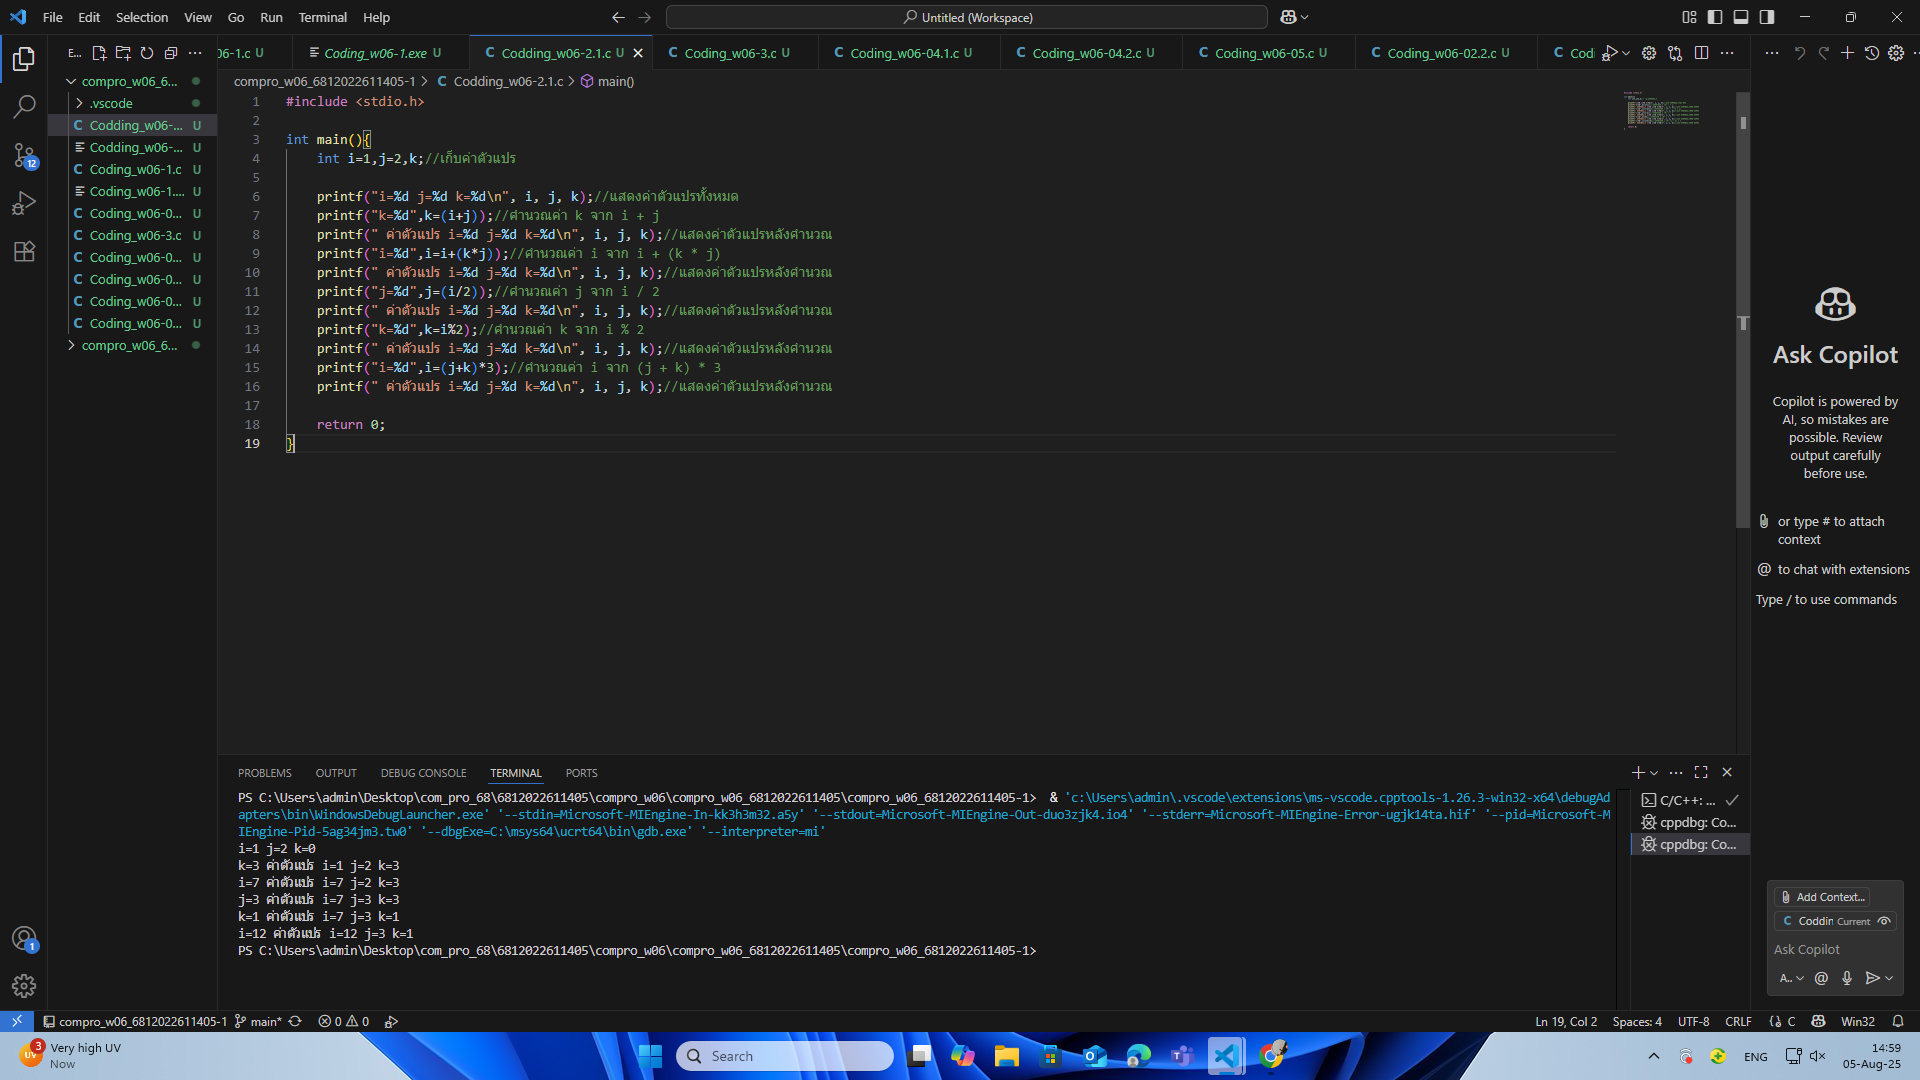 File Edit Selection View Go Run Terminal Help
Untitled (Workspace)
E...
6-1.c U
Coding_w06-1.exe U
Codding_w06-2.1.c U
Coding_w06-3.c U
Coding_w06-04.1.c U
Coding_w06-04.2.c U
Coding_w06-05.c U
Coding_w06-02.2.c U
Codi
compro_w06_6...
.vscode
Codding_w06-... U
Codding_w06-... U
Coding_w06-1.c U
Coding_w06-1.... U
Coding_w06-0... U
Coding_w06-3.c U
Coding_w06-0... U
Coding_w06-0... U
Coding_w06-0... U
Coding_w06-0... U
compro_w06_6...
12
1
compro_w06_6812022611405-1 > C Codding_w06-2.1.c > main()
1 #include <stdio.h>
2
3 int main(){
4 int i=1,j=2,k;//เก็บค่าตัวแปร
5
6 printf("i=%d j=%d k=%d\n", i, j, k);//แสดงค่าตัวแปรทั้งหมด
7 printf("k=%d",k=(i+j));//คำนวณค่า k จาก i + j
8 printf(" ค่าตัวแปร i=%d j=%d k=%d\n", i, j, k);//แสดงค่าตัวแปรหลังคำนวณ
9 printf("i=%d",i=i+(k*j));//คำนวณค่า i จาก i + (k * j)
10 printf(" ค่าตัวแปร i=%d j=%d k=%d\n", i, j, k);//แสดงค่าตัวแปรหลังคำนวณ
11 printf("j=%d",j=(i/2));//คำนวณค่า j จาก i / 2
12 printf(" ค่าตัวแปร i=%d j=%d k=%d\n", i, j, k);//แสดงค่าตัวแปรหลังคำนวณ
13 printf("k=%d",k=i%2);//คำนวณค่า k จาก i % 2
14 printf(" ค่าตัวแปร i=%d j=%d k=%d\n", i, j, k);//แสดงค่าตัวแปรหลังคำนวณ
15 printf("i=%d",i=(j+k)*3);//คำนวณค่า i จาก (j + k) * 3
16 printf(" ค่าตัวแปร i=%d j=%d k=%d\n", i, j, k);//แสดงค่าตัวแปรหลังคำนวณ
17
18 return 0;
19 }
Ask Copilot
Copilot is powered by
AI, so mistakes are
possible. Review
output carefully
before use.
or type # to attach
context
@ to chat with extensions
Type / to use commands
Add Context...
C Coddin Current
Ask Copilot
A..
PROBLEMS OUTPUT DEBUG CONSOLE TERMINAL PORTS
PS C:\Users\admin\Desktop\com_pro_68\6812022611405\compro_w06\compro_w06_6812022611405\compro_w06_6812022611405-1> & 'c:\Users\admin\.vscode\extensions\ms-vscode.cpptools-1.26.3-win32-x64\debugAd
apters\bin\WindowsDebugLauncher.exe' '--stdin=Microsoft-MIEngine-In-kk3h3m32.a5y' '--stdout=Microsoft-MIEngine-Out-duo3zjk4.io4' '--stderr=Microsoft-MIEngine-Error-ugjk14ta.hif' '--pid=Microsoft-M
IEngine-Pid-5ag34jm3.tw0' '--dbgExe=C:\msys64\ucrt64\bin\gdb.exe' '--interpreter=mi'
i=1 j=2 k=0
k=3 ค่าตัวแปร i=1 j=2 k=3
i=7 ค่าตัวแปร i=7 j=2 k=3
j=3 ค่าตัวแปร i=7 j=3 k=3
k=1 ค่าตัวแปร i=7 j=3 k=1
i=12 ค่าตัวแปร i=12 j=3 k=1
PS C:\Users\admin\Desktop\com_pro_68\6812022611405\compro_w06\compro_w06_6812022611405\compro_w06_6812022611405-1>
C/C++: ...
cppdbg: Co...
cppdbg: Co...
compro_w06_6812022611405-1 main* 0 0
Ln 19, Col 2 Spaces: 4 UTF-8 CRLF C Win32
3 UV Very high UV
Now
Search
ENG
14:59
05-Aug-25